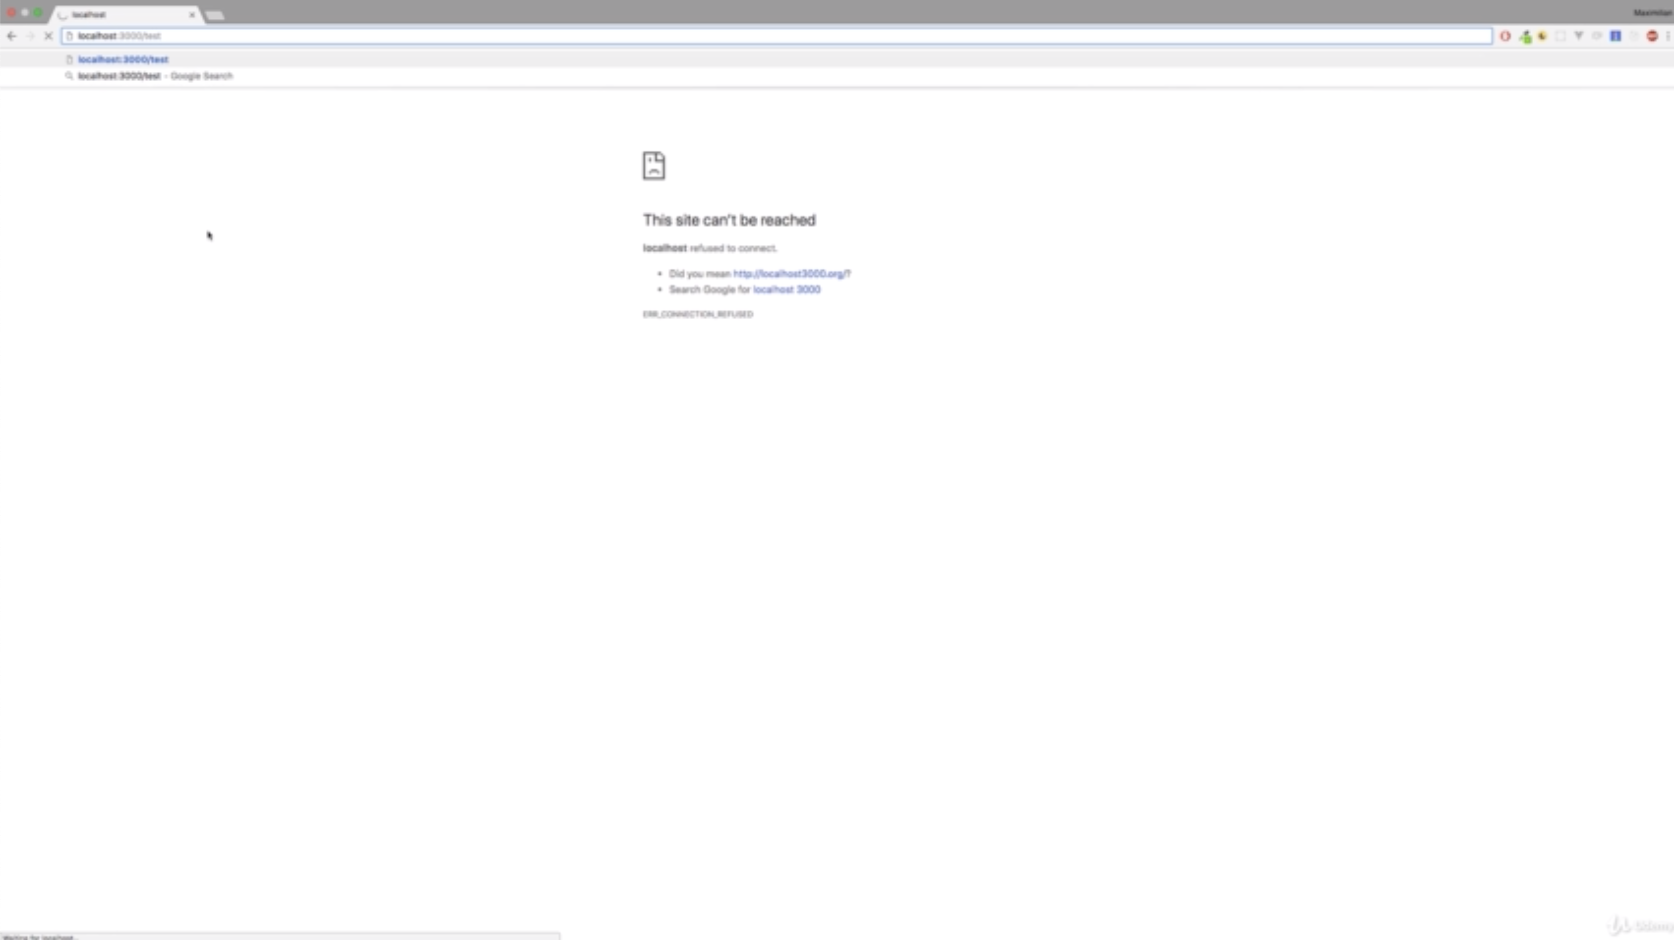 localhost
Maximilian
localhost:3000/test
localhost:3000/test
localhost:3000/test - Google Search
This site can't be reached
localhost refused to connect.
• Did you mean http://localhost3000.org/?
• Search Google for localhost 3000
ERR_CONNECTION_REFUSED
Waiting for localhost...
Udemy